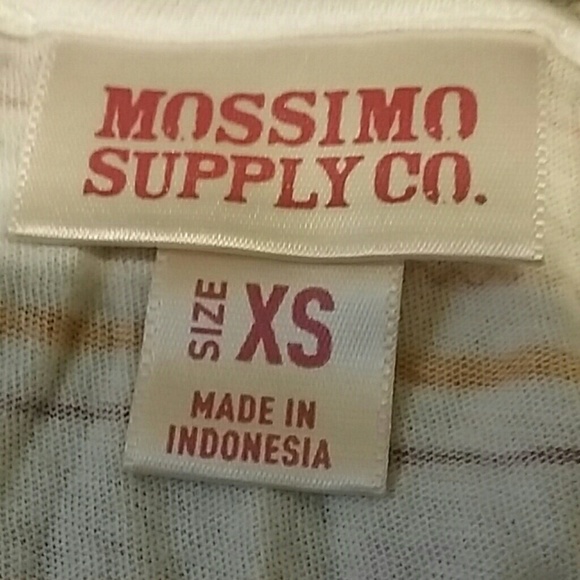 MOSSIMO
SUPPLY CO.
SIZE XS
MADE IN
INDONESIA